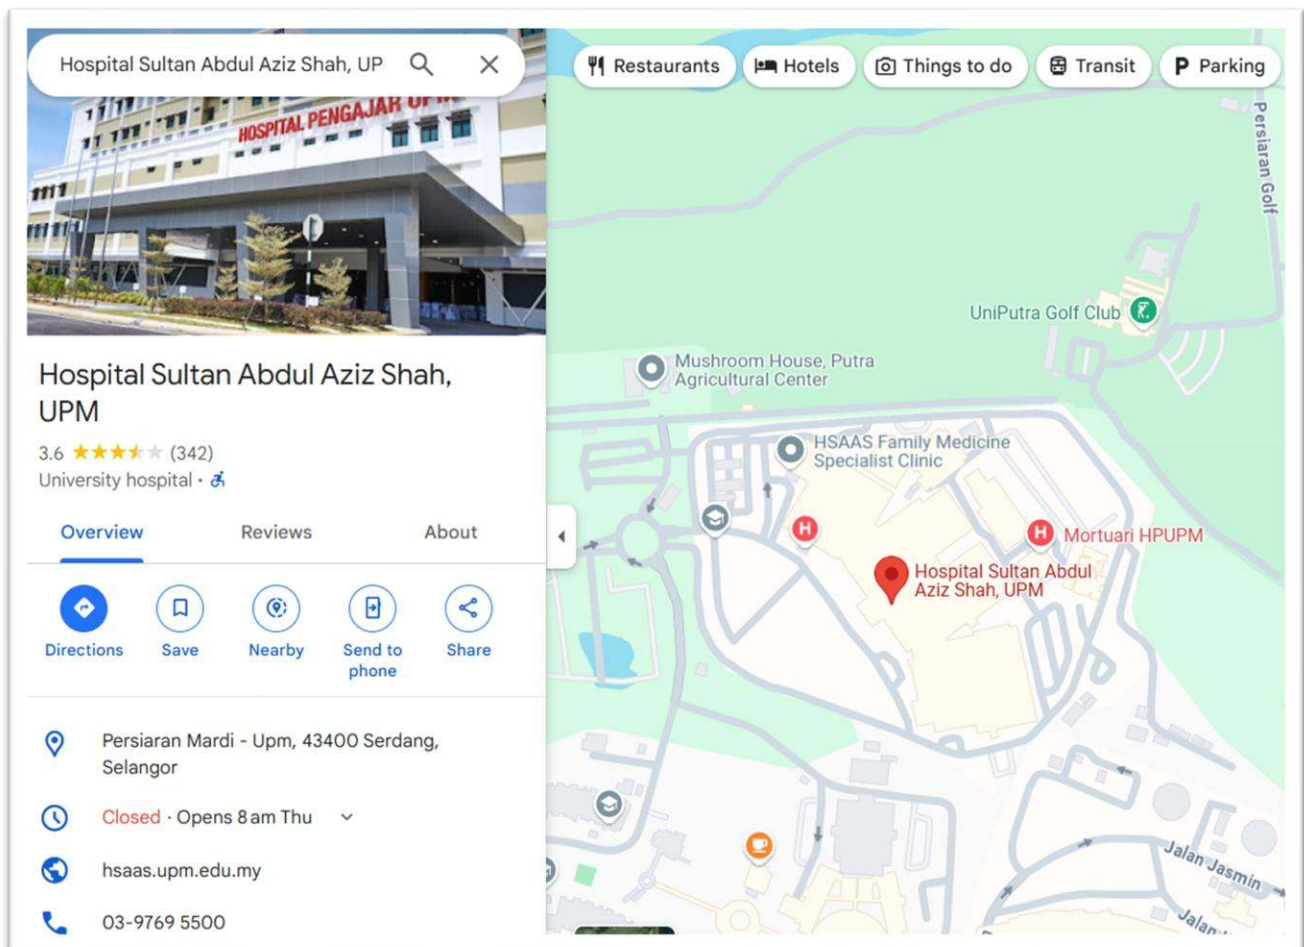 Hospital Sultan Abdul Aziz Shah, UP
Restaurants
Hotels
Things to do
Transit
P Parking
HOSPITAL PENGAJAR UPM
Hospital Sultan Abdul Aziz Shah,
UPM
3.6 (342)
University hospital ·
Overview
Reviews
About
Directions
Save
Nearby
Send to
phone
Share
Persiaran Mardi - Upm, 43400 Serdang,
Selangor
Closed · Opens 8 am Thu
hsaas.upm.edu.my
03-9769 5500
Persiaran Golf
UniPutra Golf Club
Mushroom House, Putra
Agricultural Center
HSAAS Family Medicine
Specialist Clinic
H
H
Mortuari HPUPM
Hospital Sultan Abdul
Aziz Shah, UPM
Jalan Jasmin
Jalan